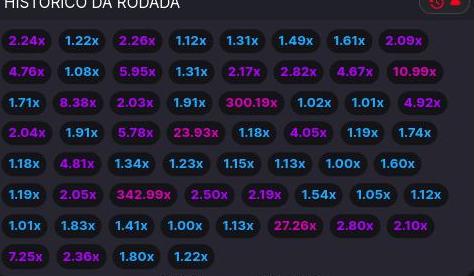 HISTÓRICO DA RODADA
2.24x 1.22x 2.26x 1.12x 1.31x 1.49x 1.61x 2.09x
4.76x 1.08x 5.95x 1.31x 2.17x 2.82x 4.67x 10.99x
1.71x 8.38x 2.03x 1.91x 300.19x 1.02x 1.01x 4.92x
2.04x 1.91x 5.78x 23.93x 1.18x 4.05x 1.19x 1.74x
1.18x 4.81x 1.34x 1.23x 1.15x 1.13x 1.00x 1.60x
1.19x 2.05x 342.99x 2.50x 2.19x 1.54x 1.05x 1.12x
1.01x 1.83x 1.41x 1.00x 1.13x 27.26x 2.80x 2.10x
7.25x 2.36x 1.80x 1.22x